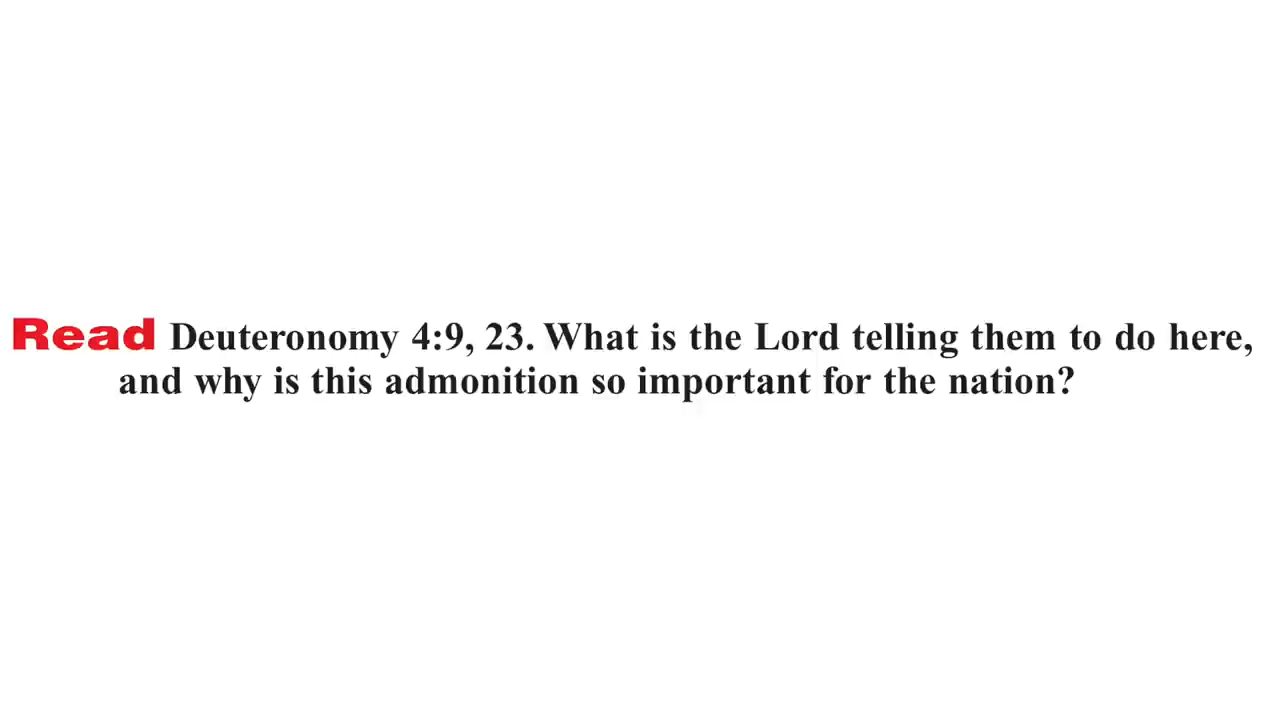 Read Deuteronomy 4:9, 23. What is the Lord telling them to do here,
and why is this admonition so important for the nation?